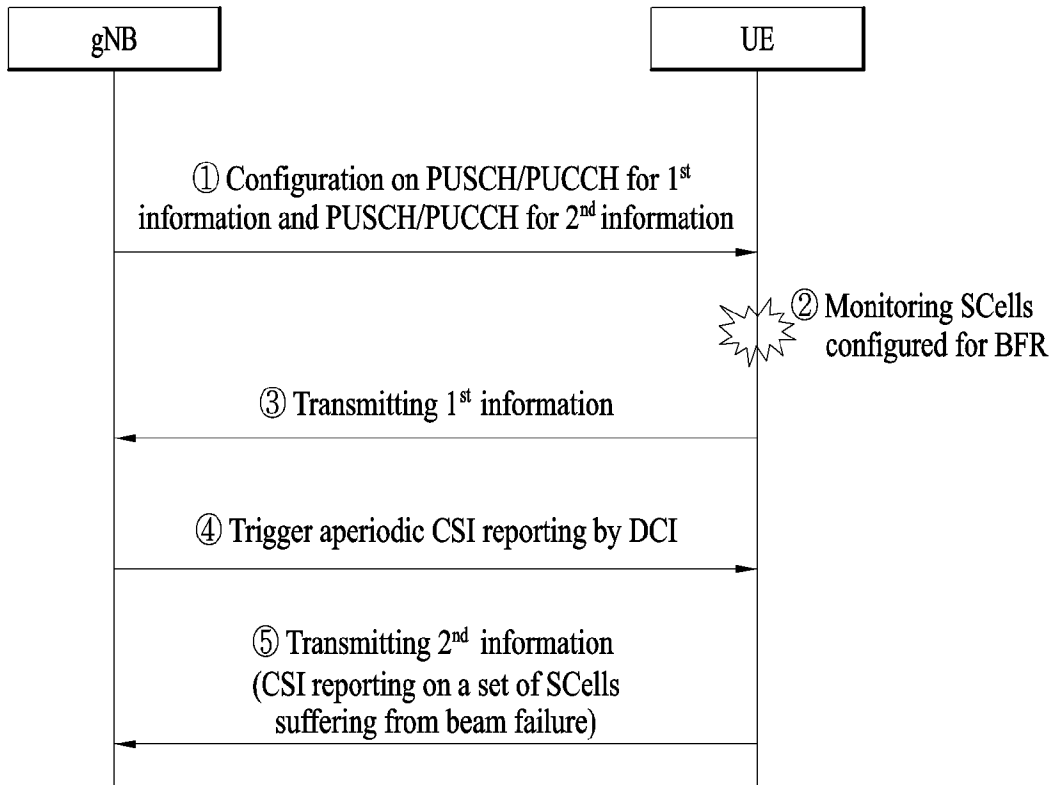 gNB
UE
① Configuration on PUSCH/PUCCH for 1st
information and PUSCH/PUCCH for 2nd information
② Monitoring SCells
configured for BFR
③ Transmitting 1st information
④ Trigger aperiodic CSI reporting by DCI
⑤ Transmitting 2nd information
(CSI reporting on a set of SCells
suffering from beam failure)